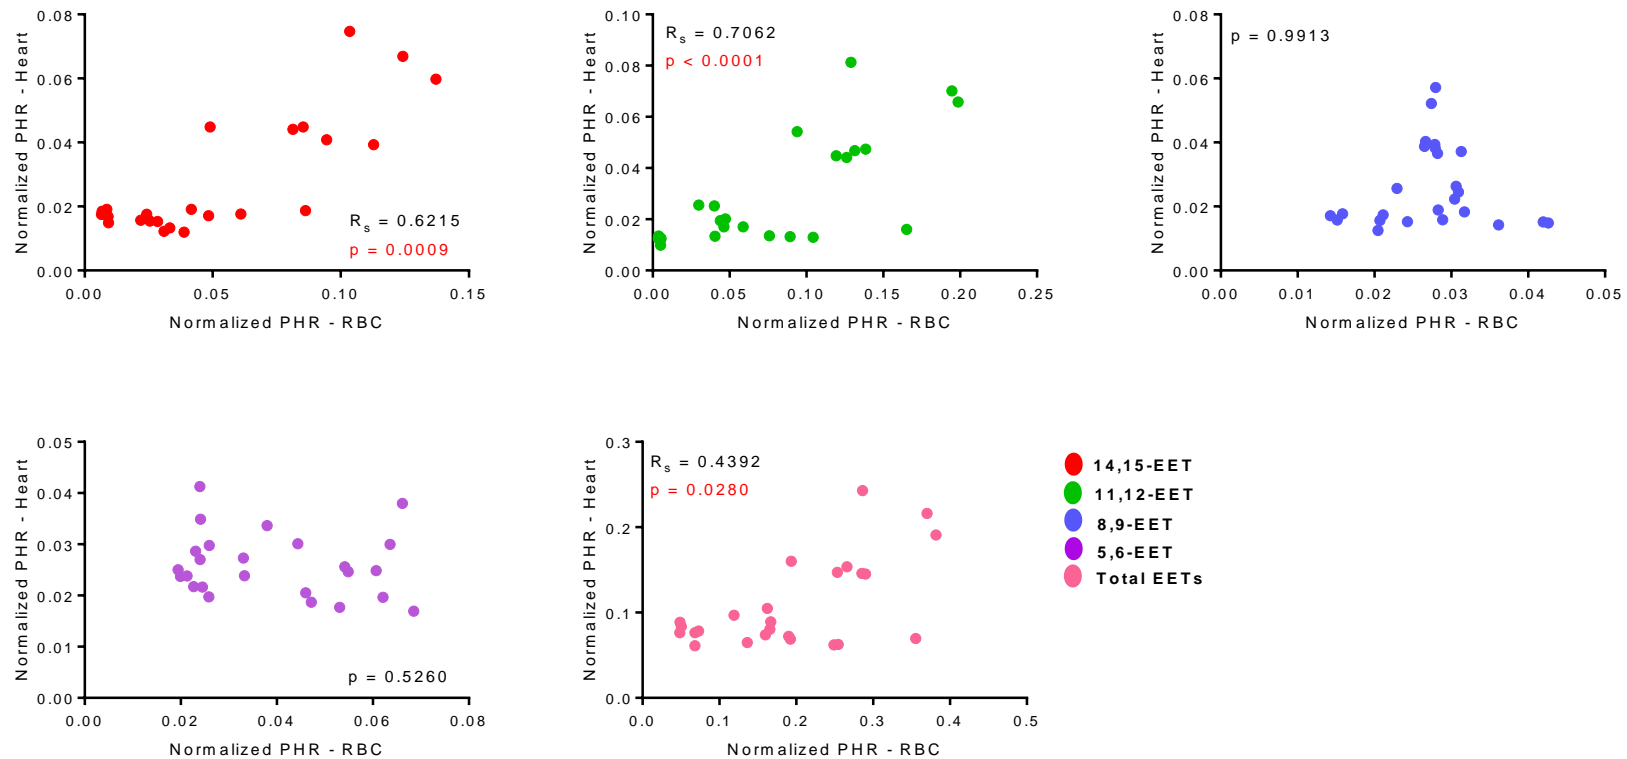 Normalized PHR - Heart
0.08
0.06
0.04
0.02
0.00
Rs = 0.6215
p = 0.0009
0.00 0.05 0.10 0.15
Normalized PHR - RBC
Normalized PHR - Heart
0.10
0.08
0.06
0.04
0.02
0.00
Rs = 0.7062
p < 0.0001
0.00 0.05 0.10 0.15 0.20 0.25
Normalized PHR - RBC
Normalized PHR - Heart
0.08
0.06
0.04
0.02
0.00
p = 0.9913
0.00 0.01 0.02 0.03 0.04 0.05
Normalized PHR - RBC
Normalized PHR - Heart
0.05
0.04
0.03
0.02
0.01
0.00
p = 0.5260
0.00 0.02 0.04 0.06 0.08
Normalized PHR - RBC
Normalized PHR - Heart
0.3
0.2
0.1
0.0
Rs = 0.4392
p = 0.0280
0.0 0.1 0.2 0.3 0.4 0.5
Normalized PHR - RBC
14,15-EET
11,12-EET
8,9-EET
5,6-EET
Total EETs